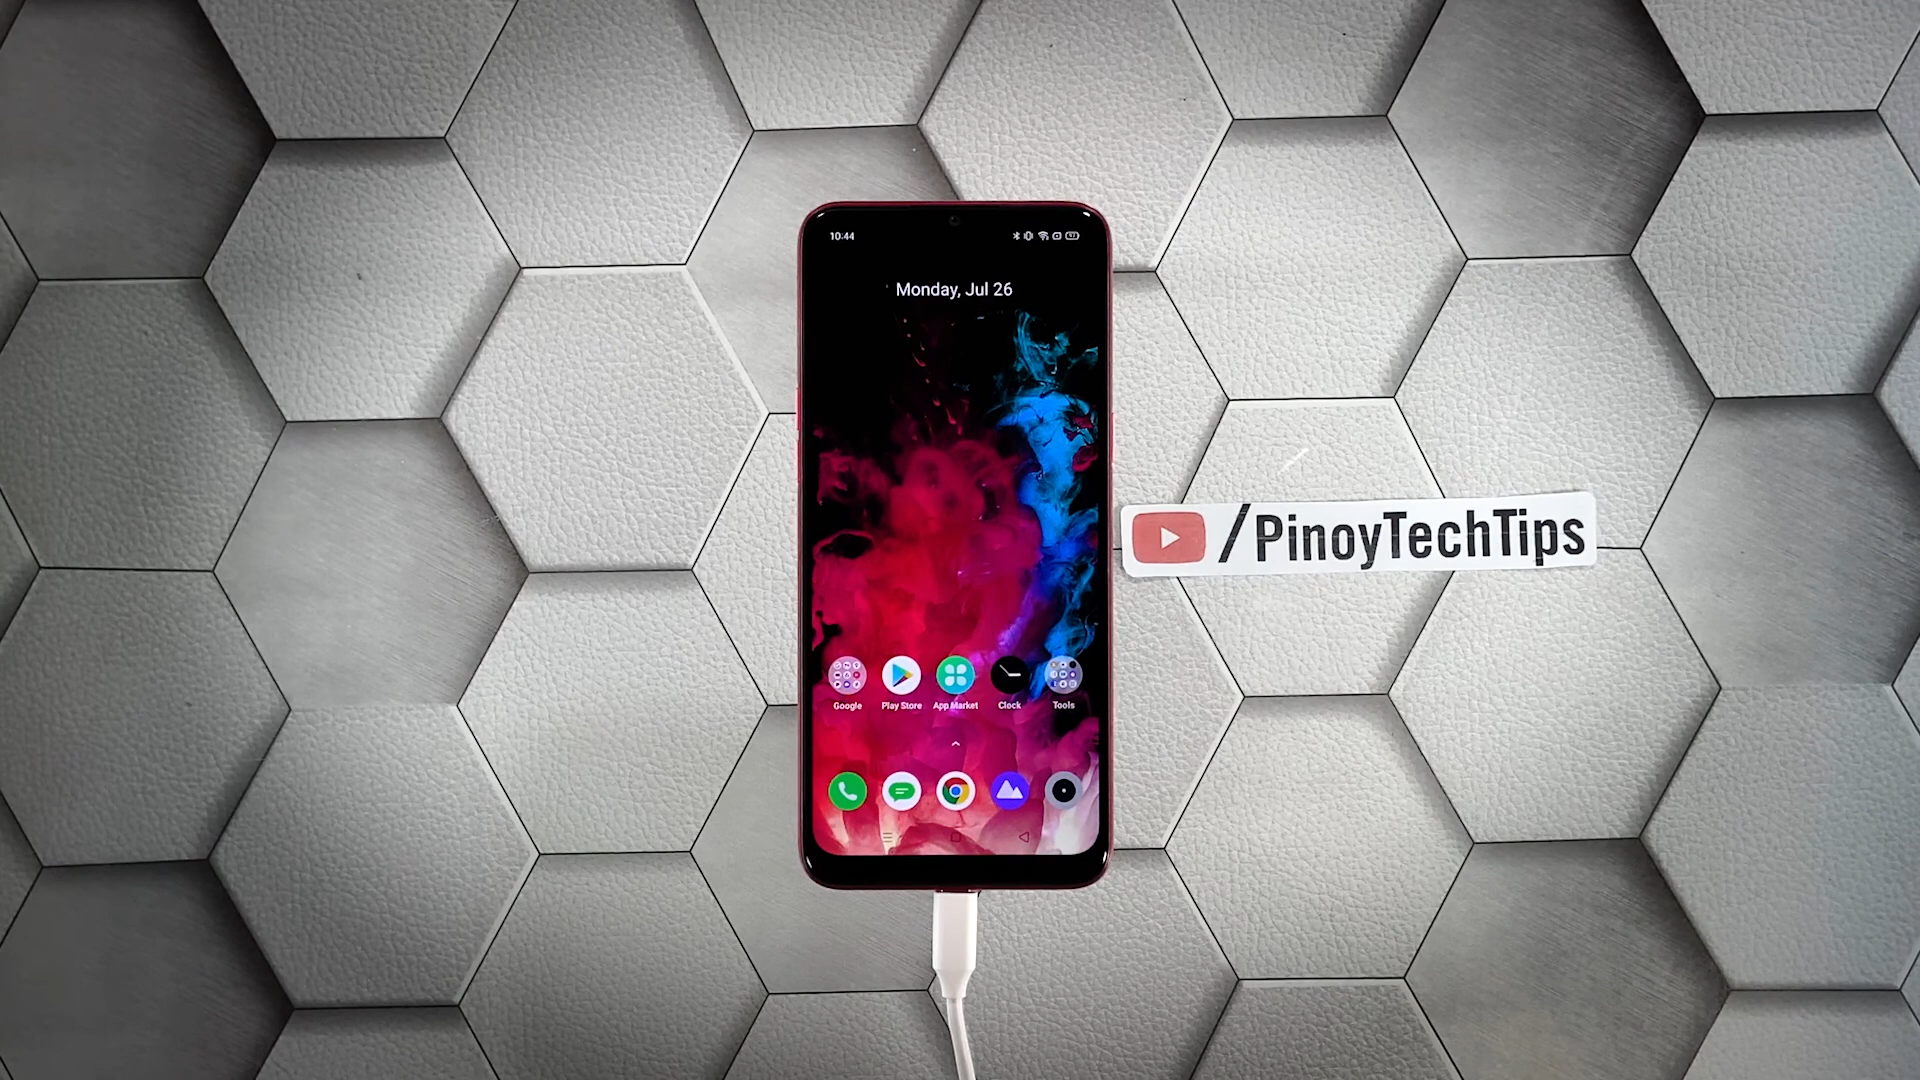 10:44
Monday, Jul 26
/PinoyTechTips
Google
Play Store
App Market
Clock
Tools